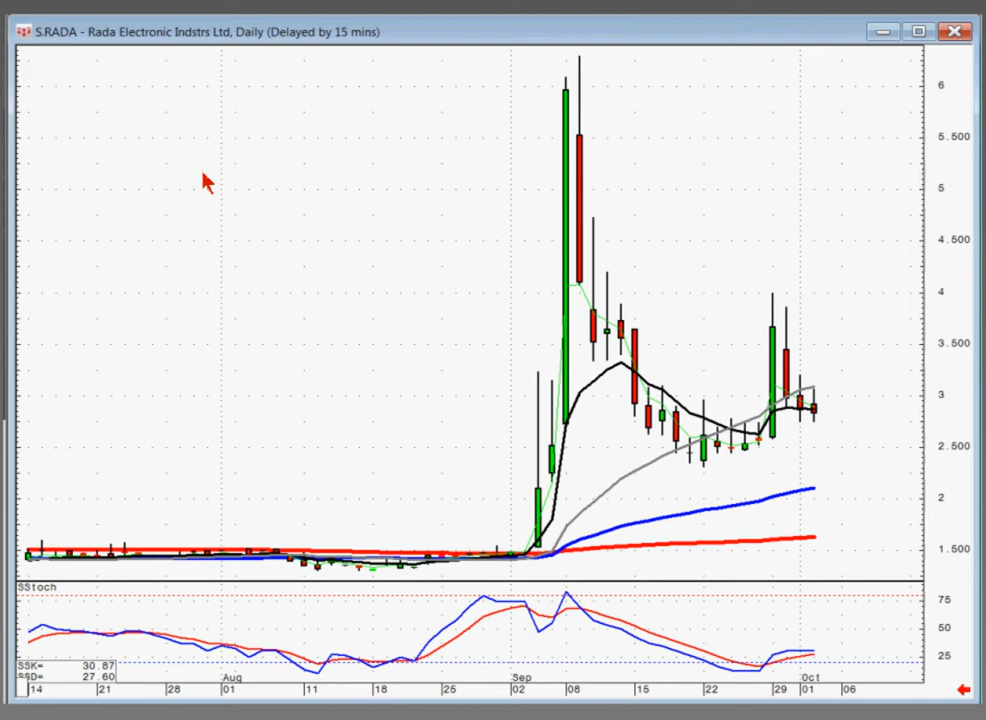 S.RADA - Rada Electronic Indstrs Ltd, Daily (Delayed by 15 mins)
6
5.500
5
4.500
4
3.500
3
2.500
2
1.500
SStoch
75
50
25
SSK= 30.87
SSD= 27.60
Aug Sep Oct
14 21 28 01 11 18 25 02 08 15 22 29 01 06